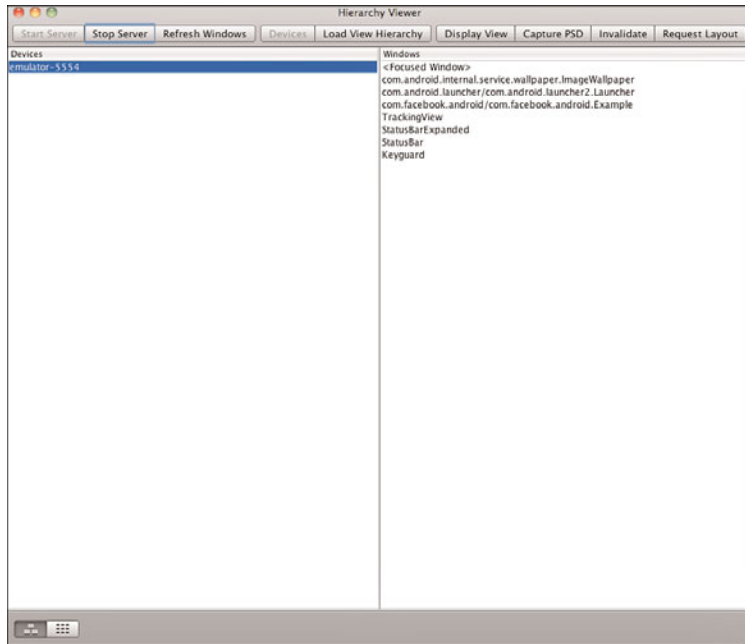 Hierarchy Viewer
Start Server Stop Server Refresh Windows Devices Load View Hierarchy Display View Capture PSD Invalidate Request Layout
Devices
emulator-5554
Windows
<Focused Window>
com.android.internal.service.wallpaper.ImageWallpaper
com.android.launcher/com.android.launcher2.Launcher
com.facebook.android/com.facebook.android.Example
TrackingView
StatusBarExpanded
StatusBar
Keyguard